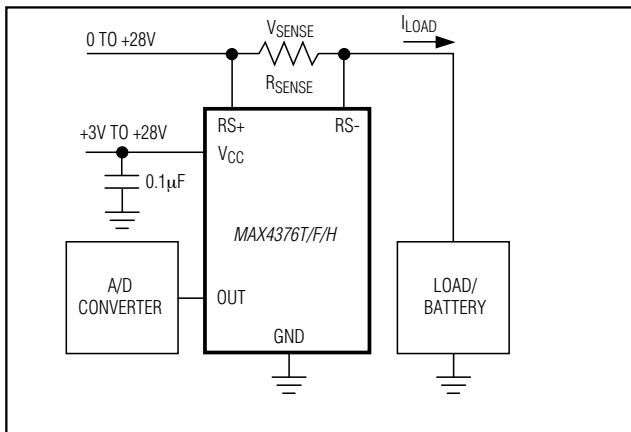 0 TO +28V
VSENSE
ILOAD
RSENSE
RS+
RS-
+3V TO +28V
VCC
0.1μF
MAX4376T/F/H
A/D
CONVERTER
OUT
LOAD/
BATTERY
GND